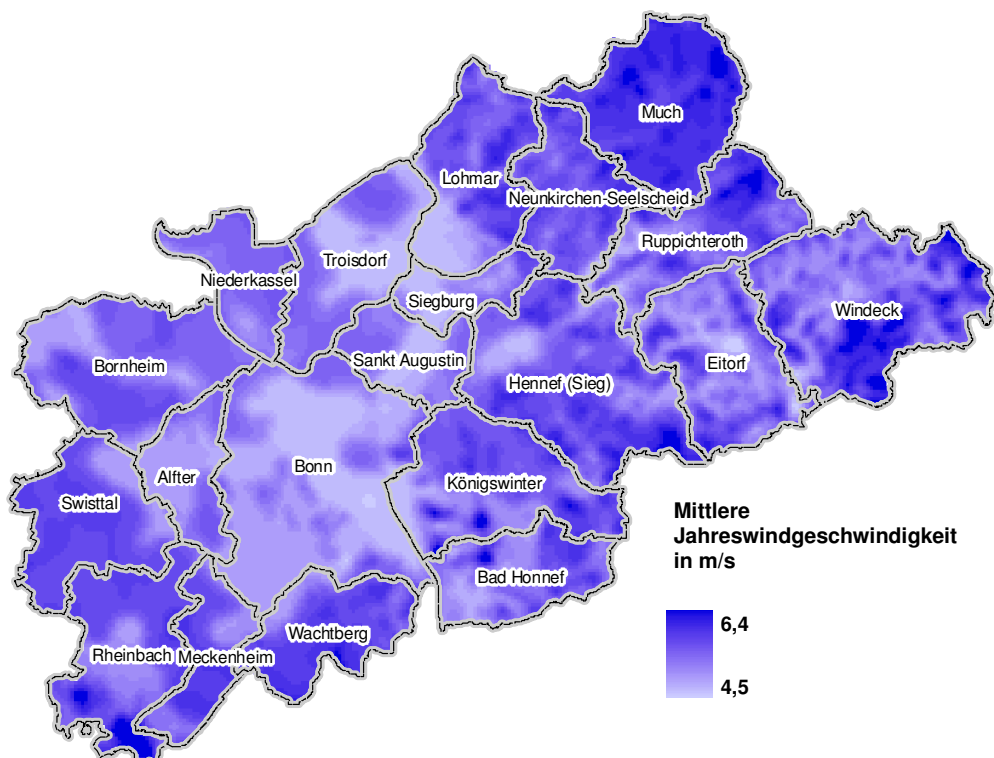 Much
Lohmar
Neunkirchen-Seelscheid
Ruppichteroth
Troisdorf
Niederkassel
Siegburg
Windeck
Sankt Augustin
Eitorf
Bornheim
Hennef (Sieg)
Bonn
Alfter
Königswinter
Swisttal
Mittlere
Jahreswindgeschwindigkeit
in m/s
Bad Honnef
6,4
Wachtberg
Rheinbach
Meckenheim
4,5